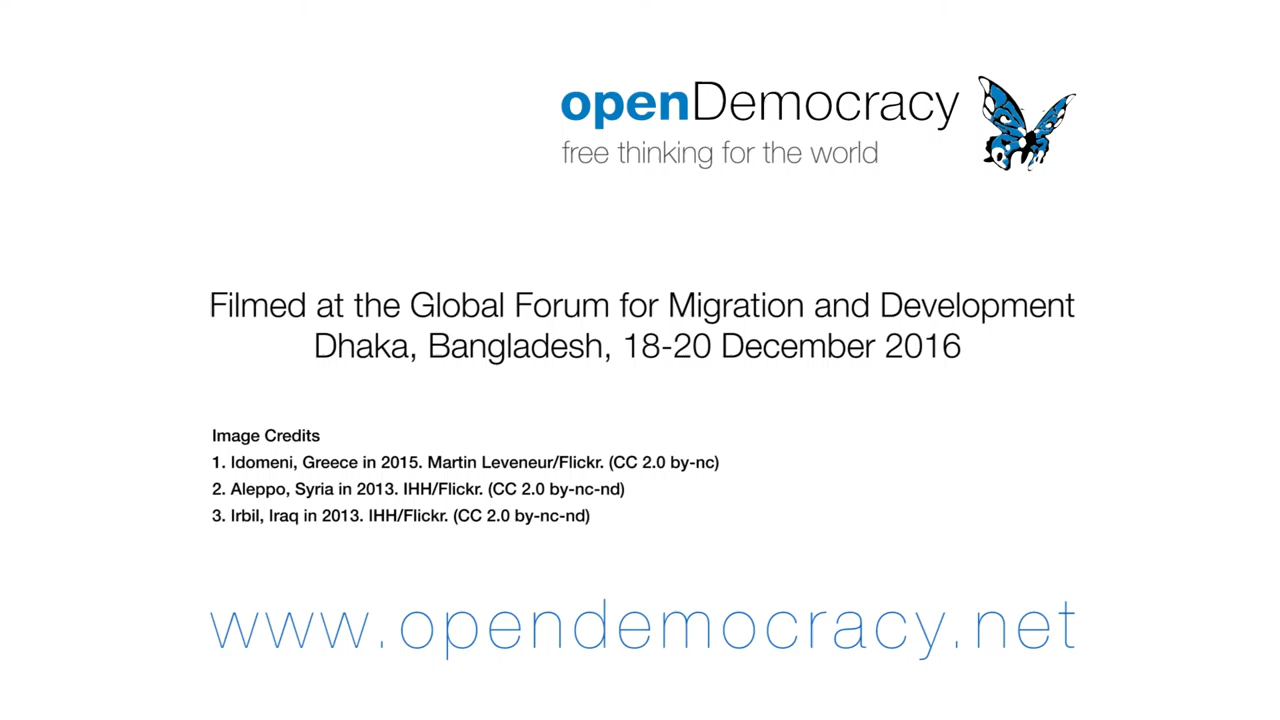 openDemocracy
free thinking for the world
Filmed at the Global Forum for Migration and Development
Dhaka, Bangladesh, 18-20 December 2016
Image Credits
1. Idomeni, Greece in 2015. Martin Leveneur/Flickr. (CC 2.0 by-nc)
2. Aleppo, Syria in 2013. IHH/Flickr. (CC 2.0 by-nc-nd)
3. Irbil, Iraq in 2013. IHH/Flickr. (CC 2.0 by-nc-nd)
www.opendemocracy.net